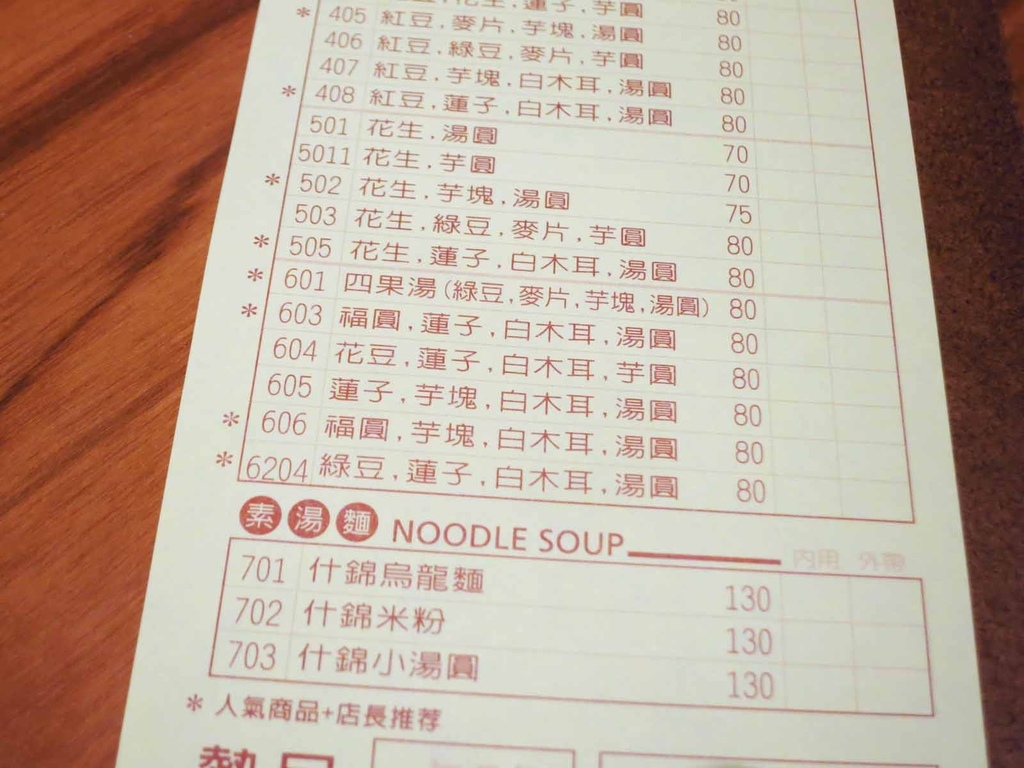 花生,蓮子,芋圓 80
* 405 紅豆,麥片,芋塊,湯圓 80
406 紅豆,綠豆,麥片,芋圓 80
407 紅豆,芋塊,白木耳,湯圓 80
* 408 紅豆,蓮子,白木耳,湯圓 80
501 花生,湯圓 70
5011 花生,芋圓 70
* 502 花生,芋塊,湯圓 75
503 花生,綠豆,麥片,芋圓 80
* 505 花生,蓮子,白木耳,湯圓 80
* 601 四果湯(綠豆,麥片,芋塊,湯圓) 80
* 603 福圓,蓮子,白木耳,湯圓 80
604 花豆,蓮子,白木耳,芋圓 80
605 蓮子,芋塊,白木耳,湯圓 80
* 606 福圓,芋塊,白木耳,湯圓 80
* 6204 綠豆,蓮子,白木耳,湯圓 80
素湯麵 NOODLE SOUP 內用 外帶
701 什錦烏龍麵 130
702 什錦米粉 130
703 什錦小湯圓 130
* 人氣商品+店長推荐